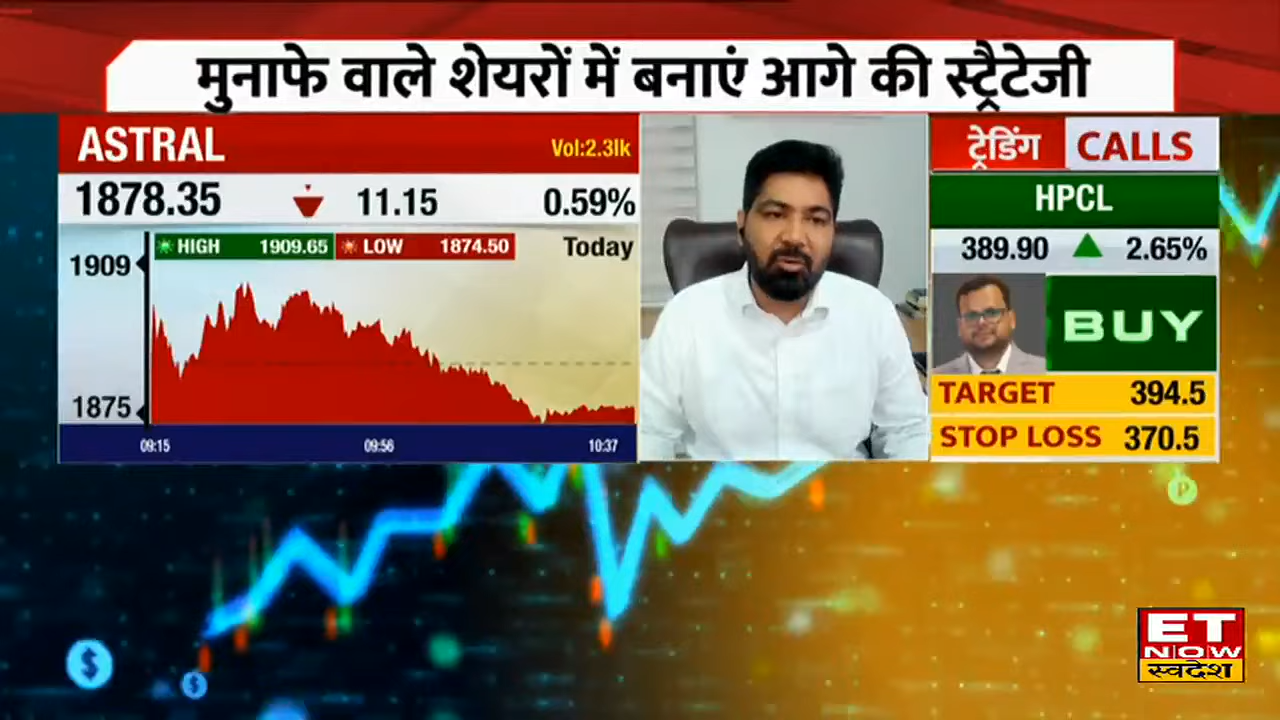 मुनाफे वाले शेयरों में बनाएं आगे की स्ट्रैटेजी
ASTRAL
Vol:2.3lk
1878.35 11.15 0.59%
HIGH 1909.65 LOW 1874.50 Today
1909
1875
09:15 09:56 10:37
ट्रेडिंग CALLS
HPCL
389.90 2.65%
BUY
TARGET 394.5
STOP LOSS 370.5
$
$
P
ET
NOW
स्वदेश